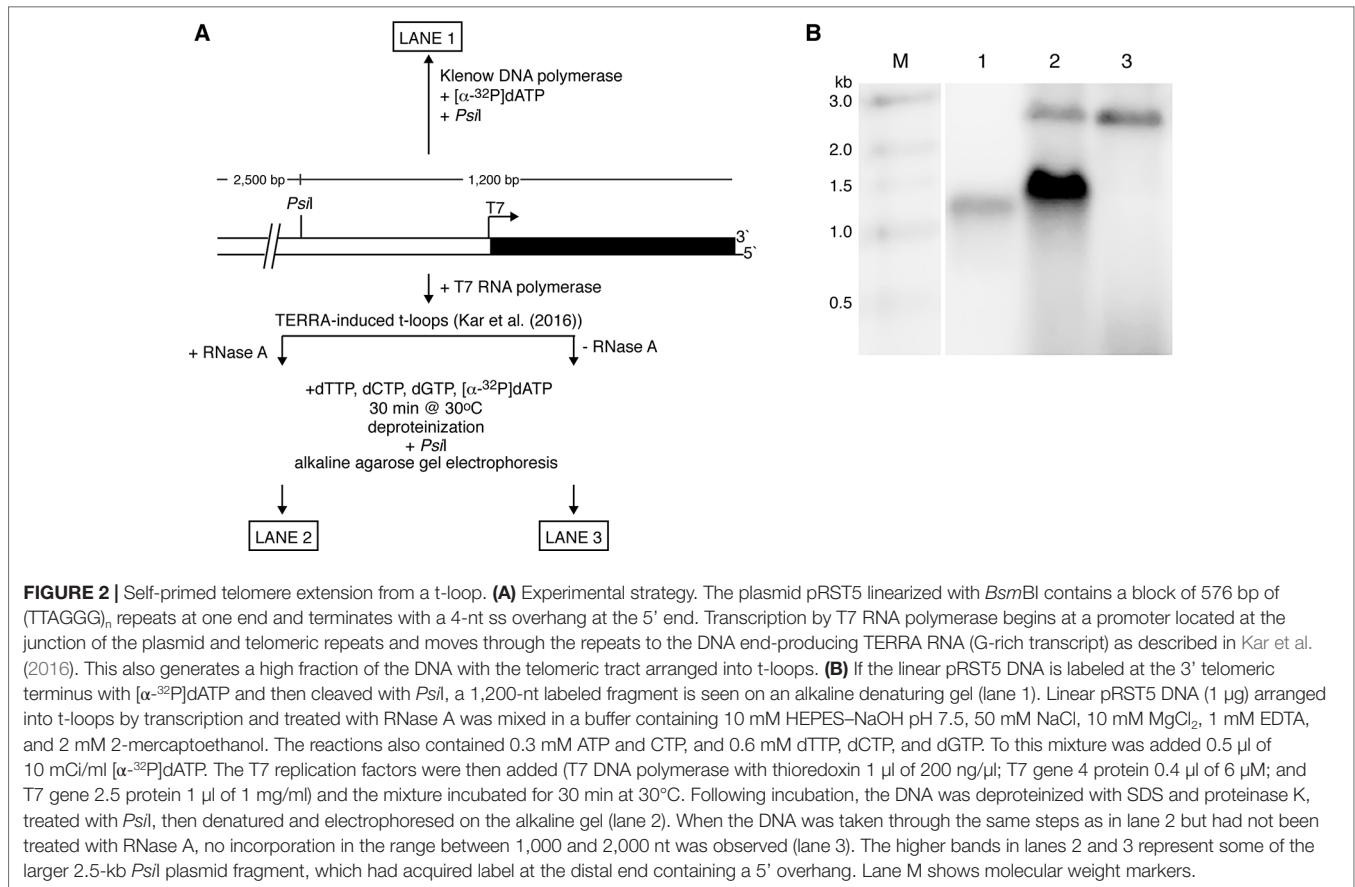 A
LANE 1
Klenow DNA polymerase
+ [α-³²P]dATP
+ PsiI
2,500 bp
1,200 bp
PsiI
T7
3`
5`
+ T7 RNA polymerase
TERRA-induced t-loops (Kar et al. (2016))
+ RNase A
- RNase A
+dTTP, dCTP, dGTP, [α-³²P]dATP
30 min @ 30ºC
deproteinization
+ PsiI
alkaline agarose gel electrophoresis
LANE 2
LANE 3
B
M 1 2 3
kb
3.0
2.0
1.5
1.0
0.5
FIGURE 2 | Self-primed telomere extension from a t-loop. (A) Experimental strategy. The plasmid pRST5 linearized with BsmBI contains a block of 576 bp of
(TTAGGG)ₙ repeats at one end and terminates with a 4-nt ss overhang at the 5’ end. Transcription by T7 RNA polymerase begins at a promoter located at the
junction of the plasmid and telomeric repeats and moves through the repeats to the DNA end-producing TERRA RNA (G-rich transcript) as described in Kar et al.
(2016). This also generates a high fraction of the DNA with the telomeric tract arranged into t-loops. (B) If the linear pRST5 DNA is labeled at the 3’ telomeric
terminus with [α-³²P]dATP and then cleaved with PsiI, a 1,200-nt labeled fragment is seen on an alkaline denaturing gel (lane 1). Linear pRST5 DNA (1 µg) arranged
into t-loops by transcription and treated with RNase A was mixed in a buffer containing 10 mM HEPES–NaOH pH 7.5, 50 mM NaCl, 10 mM MgCl₂, 1 mM EDTA,
and 2 mM 2-mercaptoethanol. The reactions also contained 0.3 mM ATP and CTP, and 0.6 mM dTTP, dCTP, and dGTP. To this mixture was added 0.5 µl of
10 mCi/ml [α-³²P]dATP. The T7 replication factors were then added (T7 DNA polymerase with thioredoxin 1 µl of 200 ng/µl; T7 gene 4 protein 0.4 µl of 6 µM; and
T7 gene 2.5 protein 1 µl of 1 mg/ml) and the mixture incubated for 30 min at 30°C. Following incubation, the DNA was deproteinized with SDS and proteinase K,
treated with PsiI, then denatured and electrophoresed on the alkaline gel (lane 2). When the DNA was taken through the same steps as in lane 2 but had not been
treated with RNase A, no incorporation in the range between 1,000 and 2,000 nt was observed (lane 3). The higher bands in lanes 2 and 3 represent some of the
larger 2.5-kb PsiI plasmid fragment, which had acquired label at the distal end containing a 5’ overhang. Lane M shows molecular weight markers.